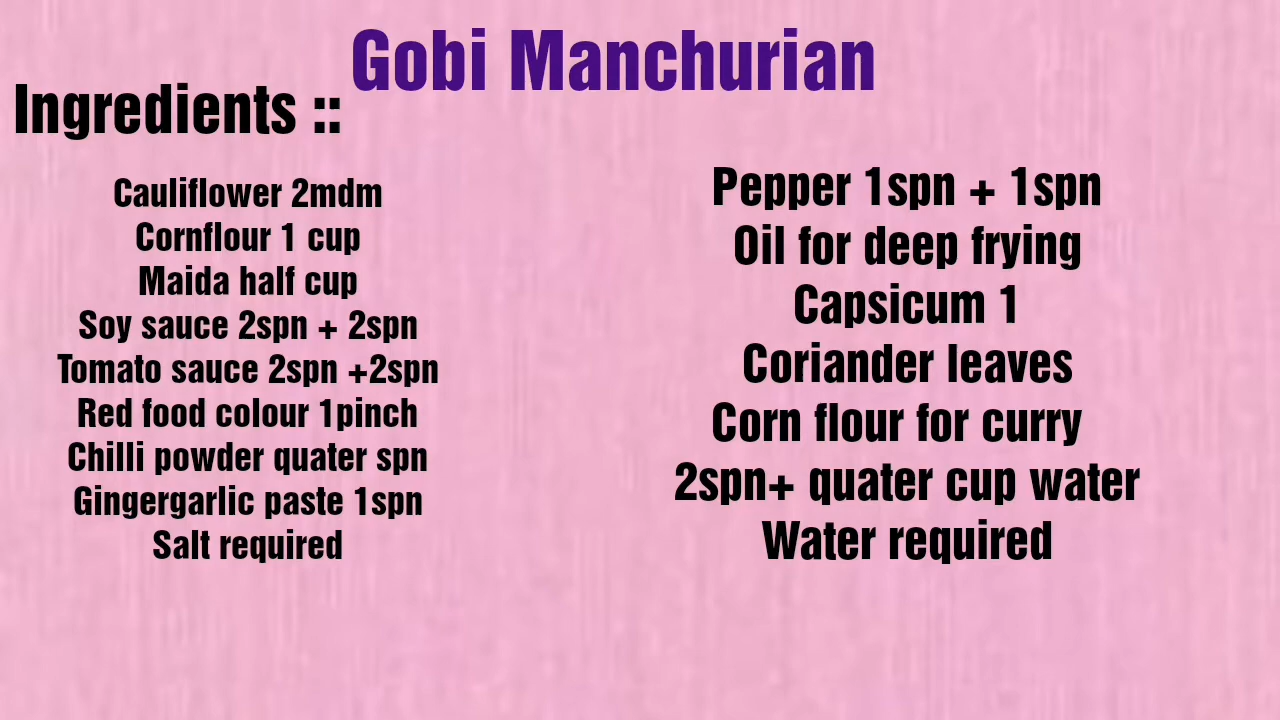 Gobi Manchurian
Ingredients ::
Cauliflower 2mdm
Cornflour 1 cup
Maida half cup
Soy sauce 2spn + 2spn
Tomato sauce 2spn +2spn
Red food colour 1pinch
Chilli powder quater spn
Gingergarlic paste 1spn
Salt required
Pepper 1spn + 1spn
Oil for deep frying
Capsicum 1
Coriander leaves
Corn flour for curry
2spn+ quater cup water
Water required